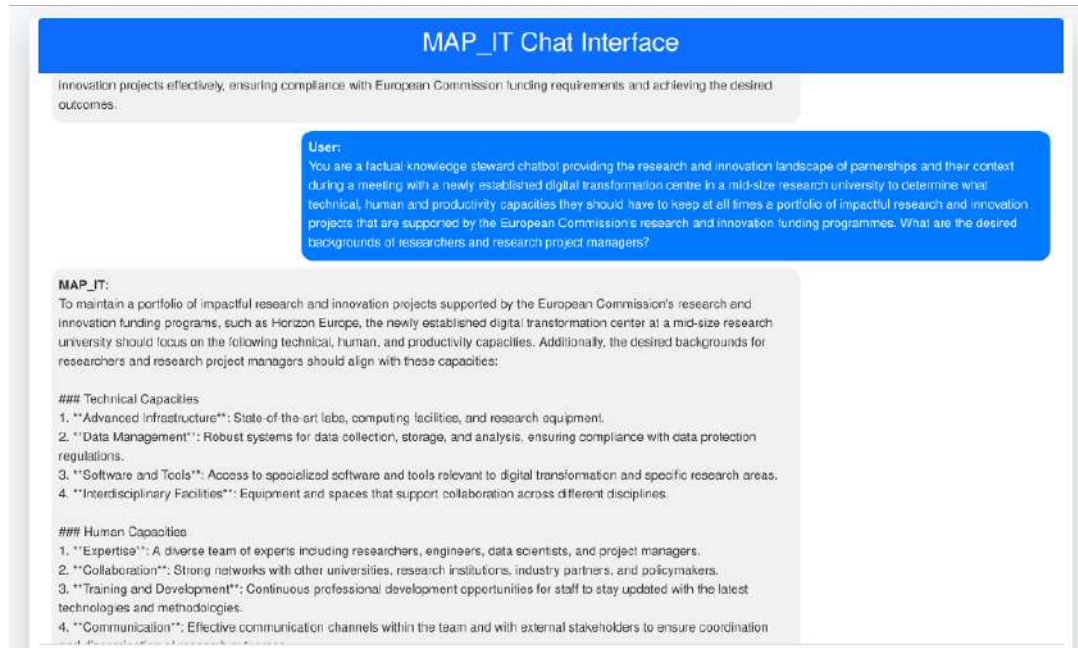 MAP_IT Chat Interface
innovation projects effectively, ensuring compliance with European Commission funding requirements and achieving the desired
outcomes.
User:
You are a factual knowledge steward chatbot providing the research and innovation landscape of parnerships and their context
during a meeting with a newly established digital transformation centre in a mid-size research university to determine what
technical, human and productivity capacities they should have to keep at all times a portfolio of impactful research and innovation
projects that are supported by the European Commission's research and innovation funding programmes. What are the desired
backgrounds of researchers and research project managers?
MAP_IT:
To maintain a portfolio of impactful research and innovation projects supported by the European Commission's research and
innovation funding programs, such as Horizon Europe, the newly established digital transformation center at a mid-size research
university should focus on the following technical, human, and productivity capacities. Additionally, the desired backgrounds for
researchers and research project managers should align with these capacities:
### Technical Capacities
1. **Advanced Infrastructure**: State-of-the-art labs, computing facilities, and research equipment.
2. **Data Management**: Robust systems for data collection, storage, and analysis, ensuring compliance with data protection
regulations.
3. **Software and Tools**: Access to specialized software and tools relevant to digital transformation and specific research areas.
4. **Interdisciplinary Facilities**: Equipment and spaces that support collaboration across different disciplines.
### Human Capacities
1. **Expertise**: A diverse team of experts including researchers, engineers, data scientists, and project managers.
2. **Collaboration**: Strong networks with other universities, research institutions, industry partners, and policymakers.
3. **Training and Development**: Continuous professional development opportunities for staff to stay updated with the latest
technologies and methodologies.
4. **Communication**: Effective communication channels within the team and with external stakeholders to ensure coordination